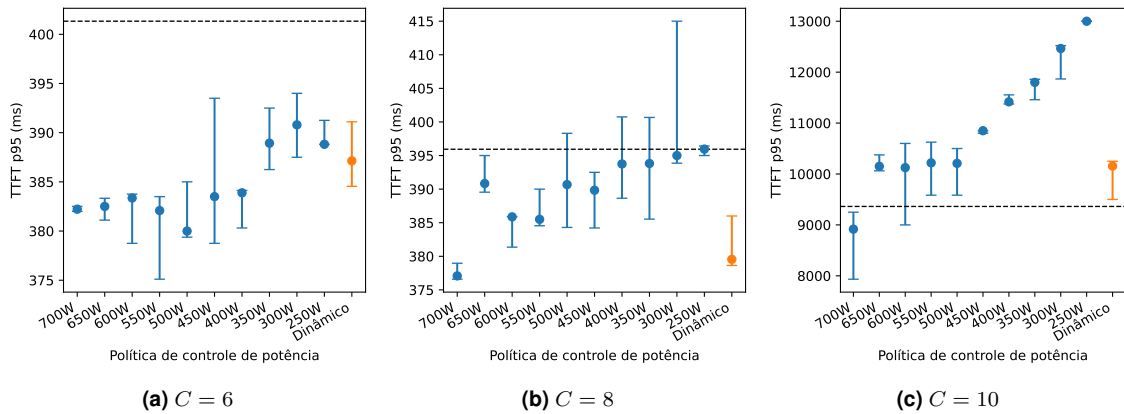 TTFT p95 (ms)
400
395
390
385
380
375
700W
650W
600W
550W
500W
450W
400W
350W
300W
250W
Dinâmico
Política de controle de potência
(a) C = 6
TTFT p95 (ms)
415
410
405
400
395
390
385
380
375
700W
650W
600W
550W
500W
450W
400W
350W
300W
250W
Dinâmico
Política de controle de potência
(b) C = 8
TTFT p95 (ms)
13000
12000
11000
10000
9000
8000
700W
650W
600W
550W
500W
450W
400W
350W
300W
250W
Dinâmico
Política de controle de potência
(c) C = 10